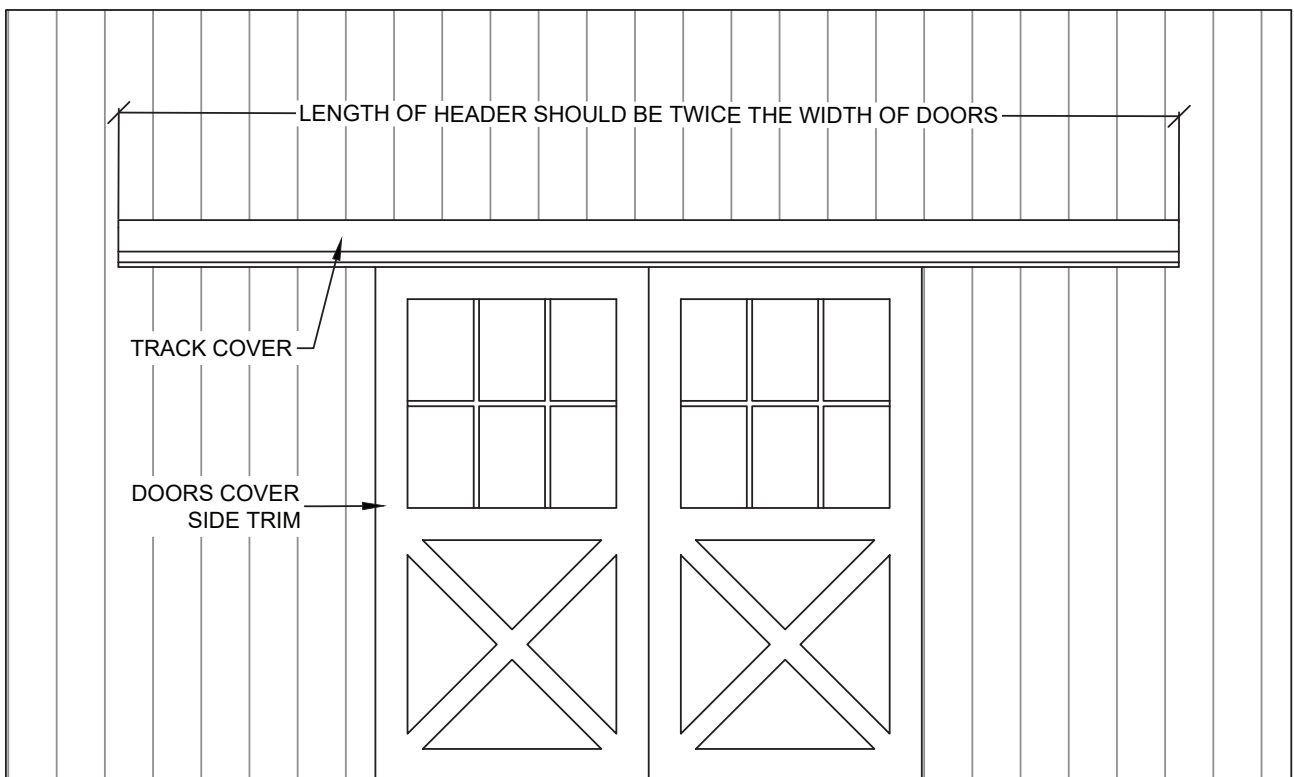 LENGTH OF HEADER SHOULD BE TWICE THE WIDTH OF DOORS
TRACK COVER
DOORS COVER
SIDE TRIM